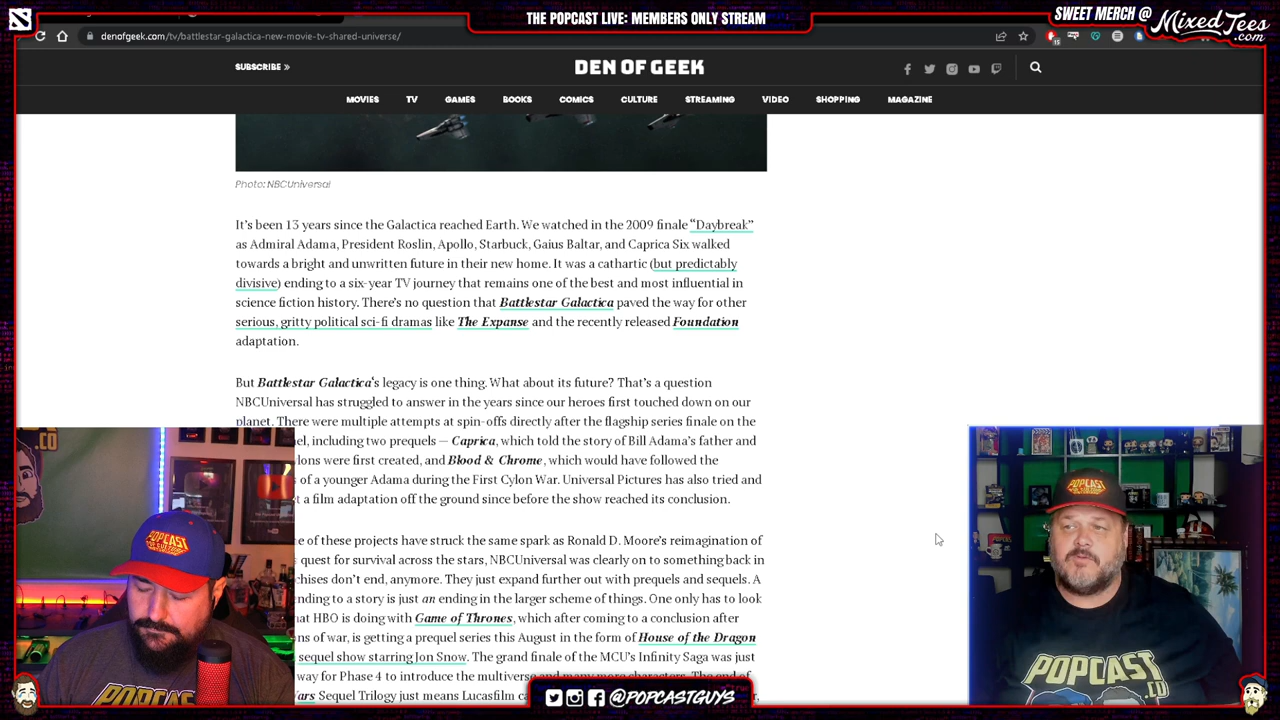 THE POPCAST LIVE: MEMBERS ONLY STREAM
SWEET MERCH @ MixedTees.com
denofgeek.com/tv/battlestar-galactica-new-movie-tv-shared-universe/
SUBSCRIBE »
DEN OF GEEK
MOVIES TV GAMES BOOKS COMICS CULTURE STREAMING VIDEO SHOPPING MAGAZINE
Photo: NBCUniversal
It's been 13 years since the Galactica reached Earth. We watched in the 2009 finale "Daybreak"
as Admiral Adama, President Roslin, Apollo, Starbuck, Gaius Baltar, and Caprica Six walked
towards a bright and unwritten future in their new home. It was a cathartic (but predictably
divisive) ending to a six-year TV journey that remains one of the best and most influential in
science fiction history. There's no question that Battlestar Galactica paved the way for other
serious, gritty political sci-fi dramas like The Expanse and the recently released Foundation
adaptation.
But Battlestar Galactica's legacy is one thing. What about its future? That's a question
NBCUniversal has struggled to answer in the years since our heroes first touched down on our
planet. There were multiple attempts at spin-offs directly after the flagship series finale on the
el, including two prequels — Caprica, which told the story of Bill Adama's father and
lons were first created, and Blood & Chrome, which would have followed the
of a younger Adama during the First Cylon War. Universal Pictures has also tried and
t a film adaptation off the ground since before the show reached its conclusion.
e of these projects have struck the same spark as Ronald D. Moore's reimagination of
quest for survival across the stars, NBCUniversal was clearly on to something back in
chises don't end, anymore. They just expand further out with prequels and sequels. A
nding to a story is just an ending in the larger scheme of things. One only has to look
hat HBO is doing with Game of Thrones, which after coming to a conclusion after
ns of war, is getting a prequel series this August in the form of House of the Dragon
sequel show starring Jon Snow. The grand finale of the MCU's Infinity Saga was just
way for Phase 4 to introduce the multiverse and many more characters. The end of
ars Sequel Trilogy just means Lucasfilm ca
POPCAST
POPCAST
POPCAST
POPCAST.CO
@POPCASTGUYS